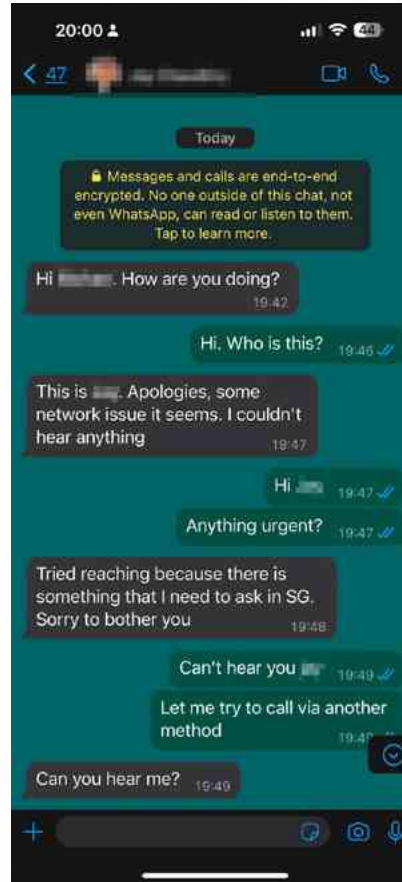 20:00
44
47
Today
Messages and calls are end-to-end
encrypted. No one outside of this chat, not
even WhatsApp, can read or listen to them.
Tap to learn more.
Hi . How are you doing?
19:42
Hi. Who is this? 19:46
This is . Apologies, some
network issue it seems. I couldn't
hear anything
19:47
Hi 19:47
Anything urgent? 19:47
Tried reaching because there is
something that I need to ask in SG.
Sorry to bother you
19:48
Can't hear you 19:49
Let me try to call via another
method
Can you hear me? 19:49